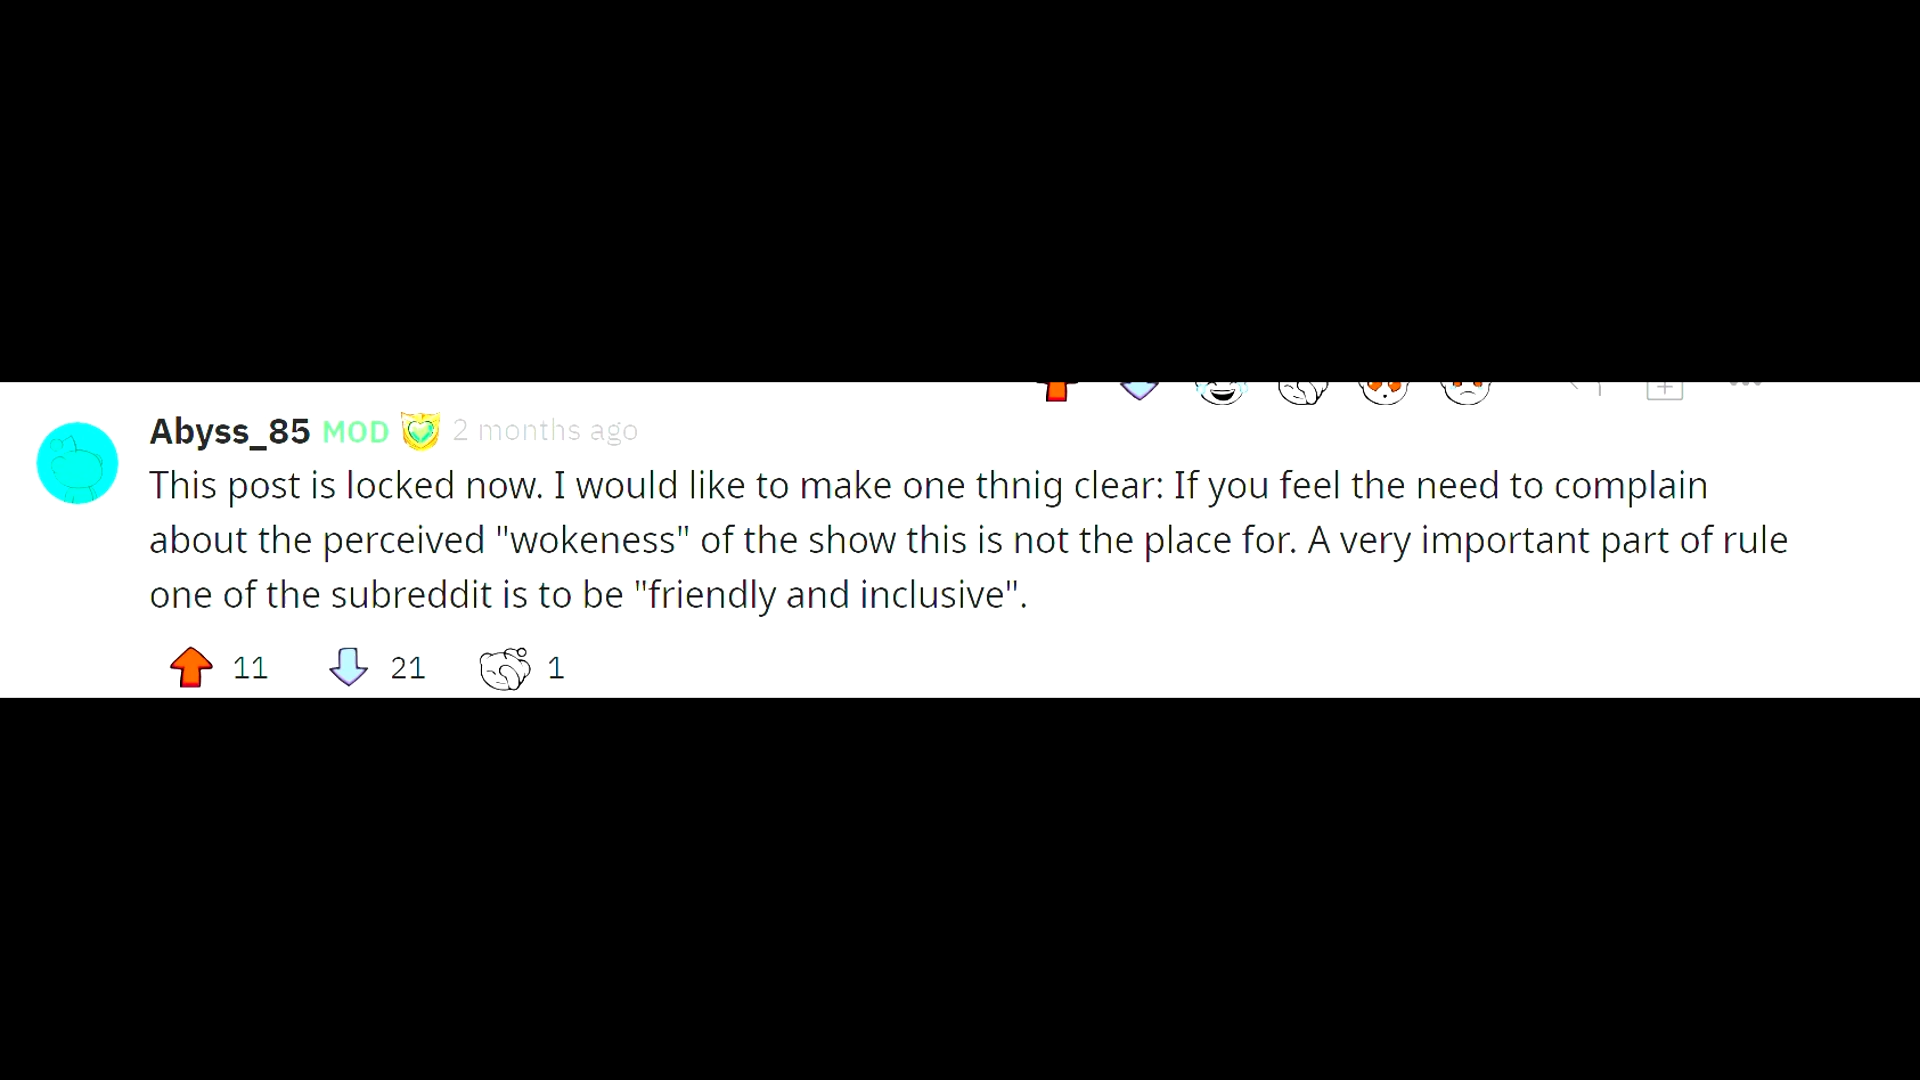 Abyss_85 MOD 2 months ago
This post is locked now. I would like to make one thnig clear: If you feel the need to complain
about the perceived "wokeness" of the show this is not the place for. A very important part of rule
one of the subreddit is to be "friendly and inclusive".
11 21 1